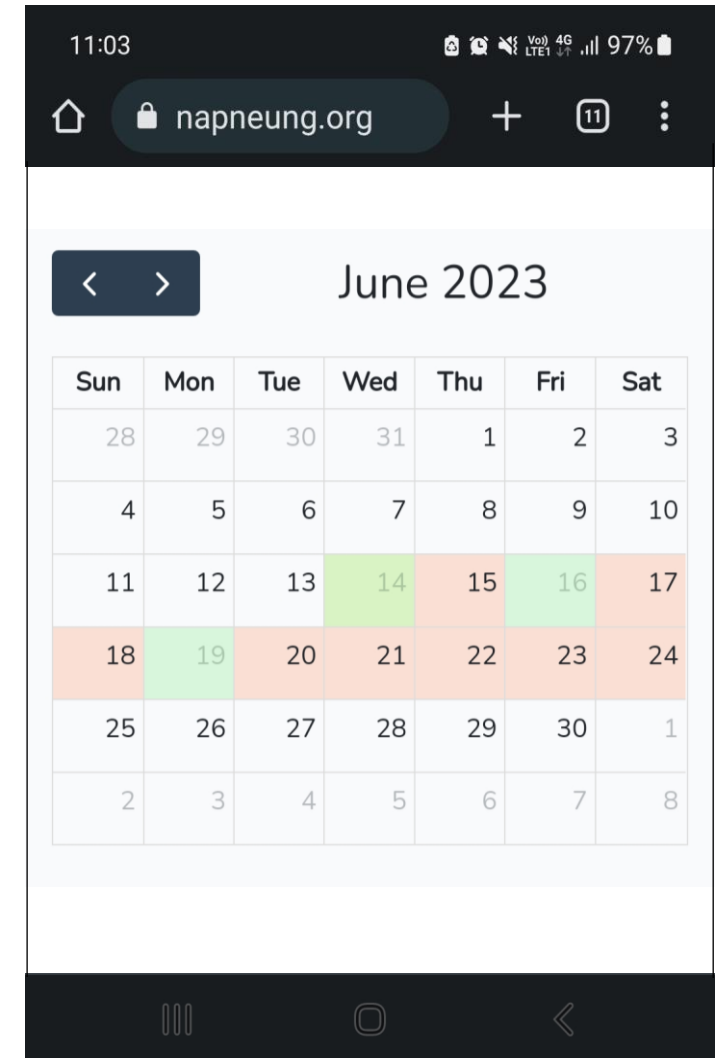 11:03 Vo)) LTE1 4G 97%
napneung.org 11
June 2023
Sun Mon Tue Wed Thu Fri Sat
28 29 30 31 1 2 3
4 5 6 7 8 9 10
11 12 13 14 15 16 17
18 19 20 21 22 23 24
25 26 27 28 29 30 1
2 3 4 5 6 7 8